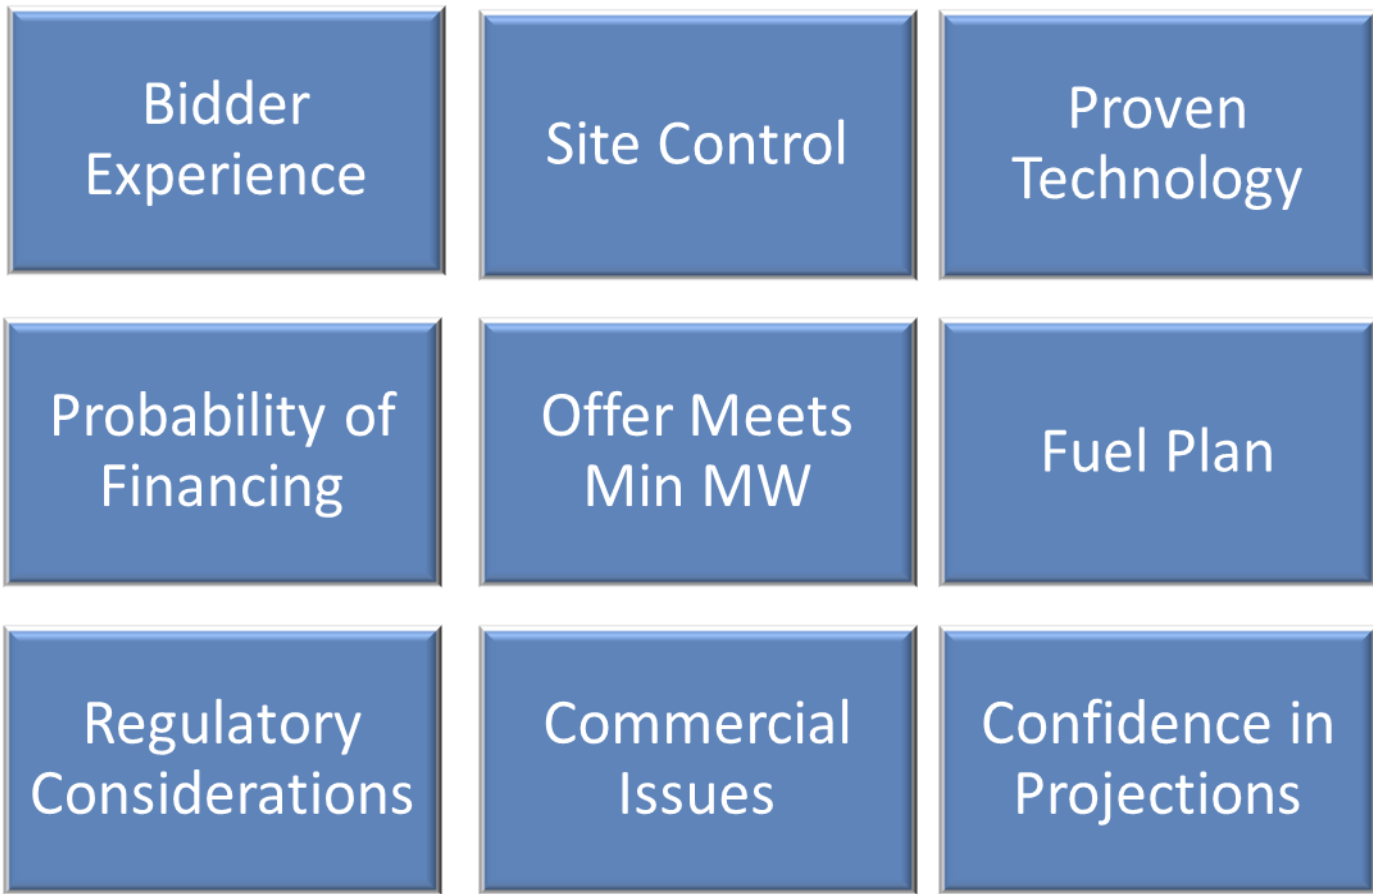 Bidder
Experience
Site Control
Proven
Technology
Probability of
Financing
Offer Meets
Min MW
Fuel Plan
Regulatory
Considerations
Commercial
Issues
Confidence in
Projections